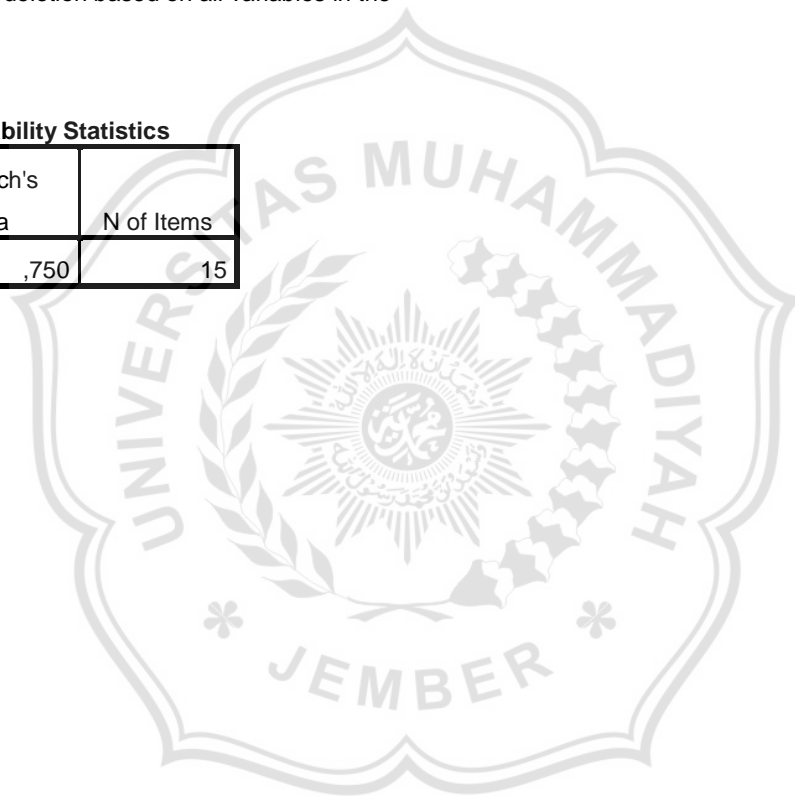 deletion based on all variables in the
bility Statistics
ch's
a
N of Items
,750
15
UNIVERSITAS MUHAMMADIYAH
JEMBER